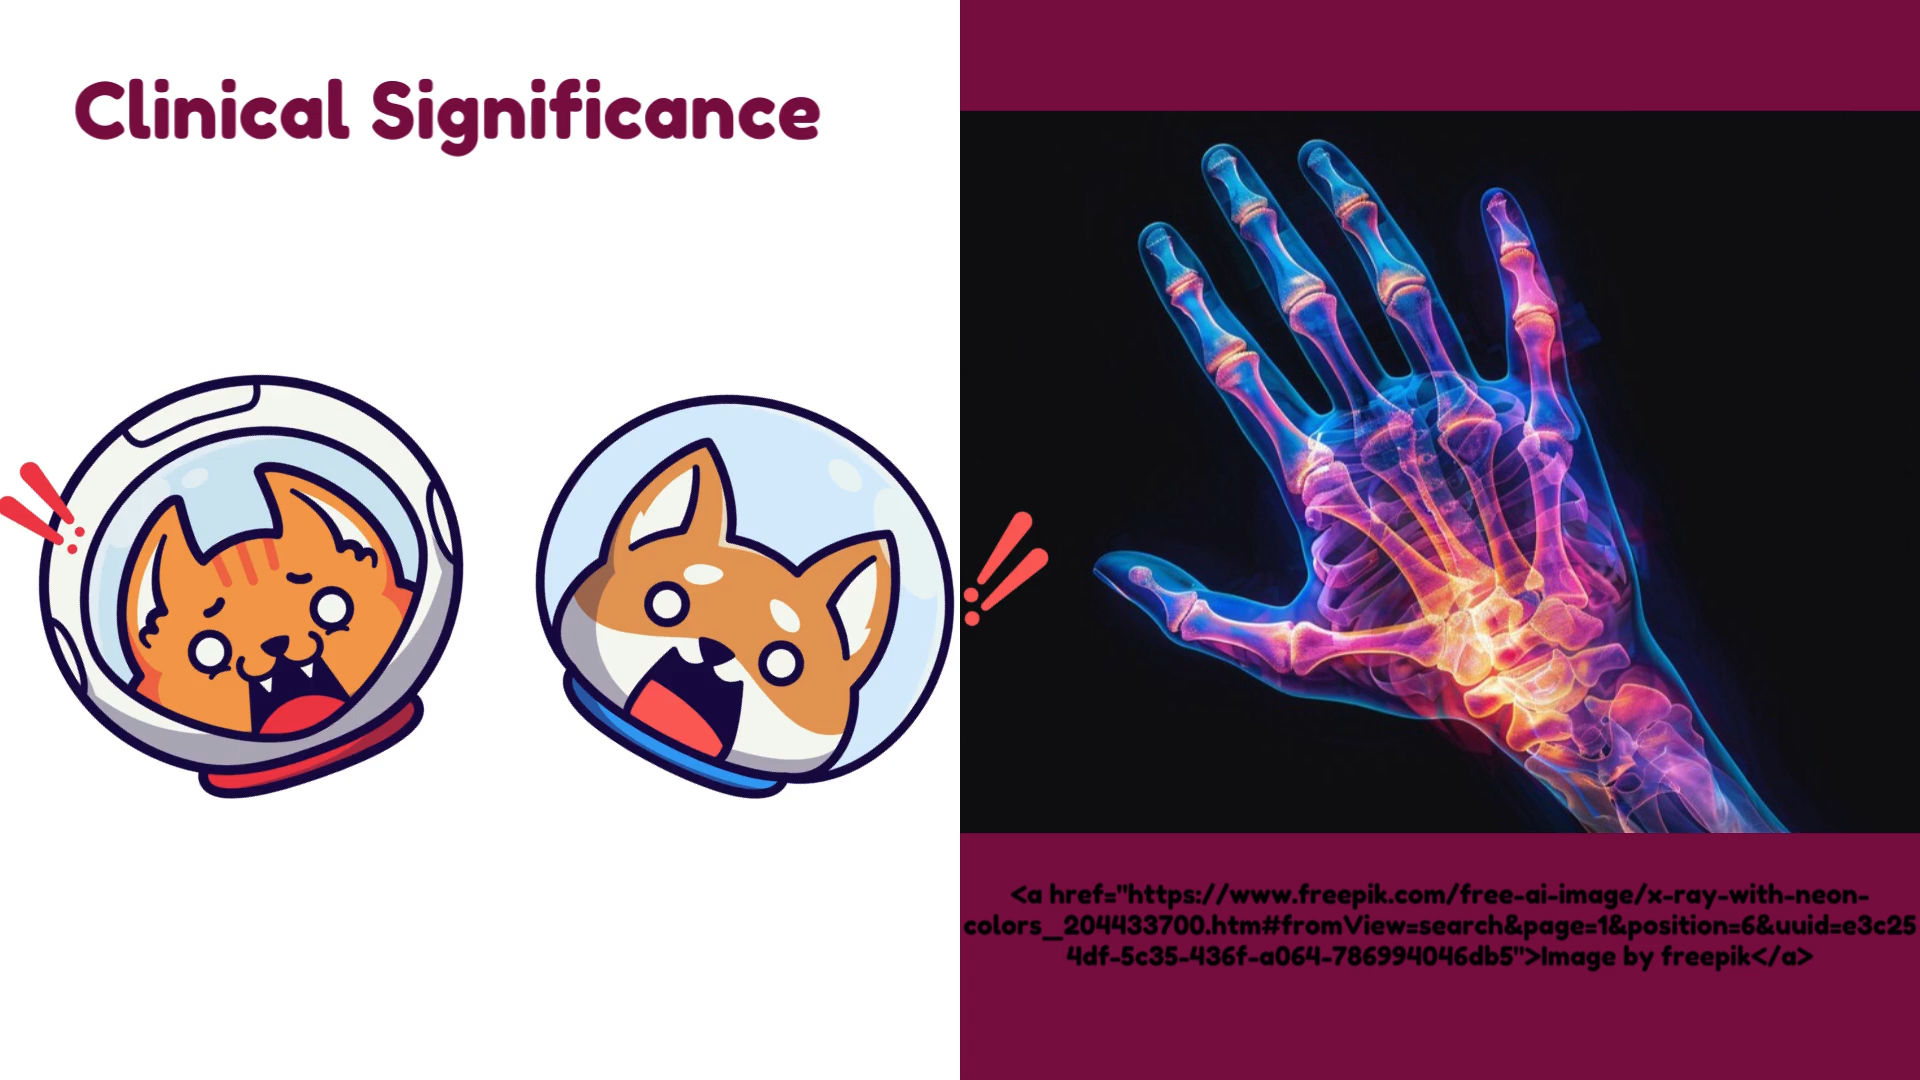 Clinical Significance
<a href="https://www.freepik.com/free-ai-image/x-ray-with-neon-
colors_204433700.htm#fromView=search&page=1&position=6&uuid=e3c25
4df-5c35-436f-a064-786994046db5">Image by freepik</a>